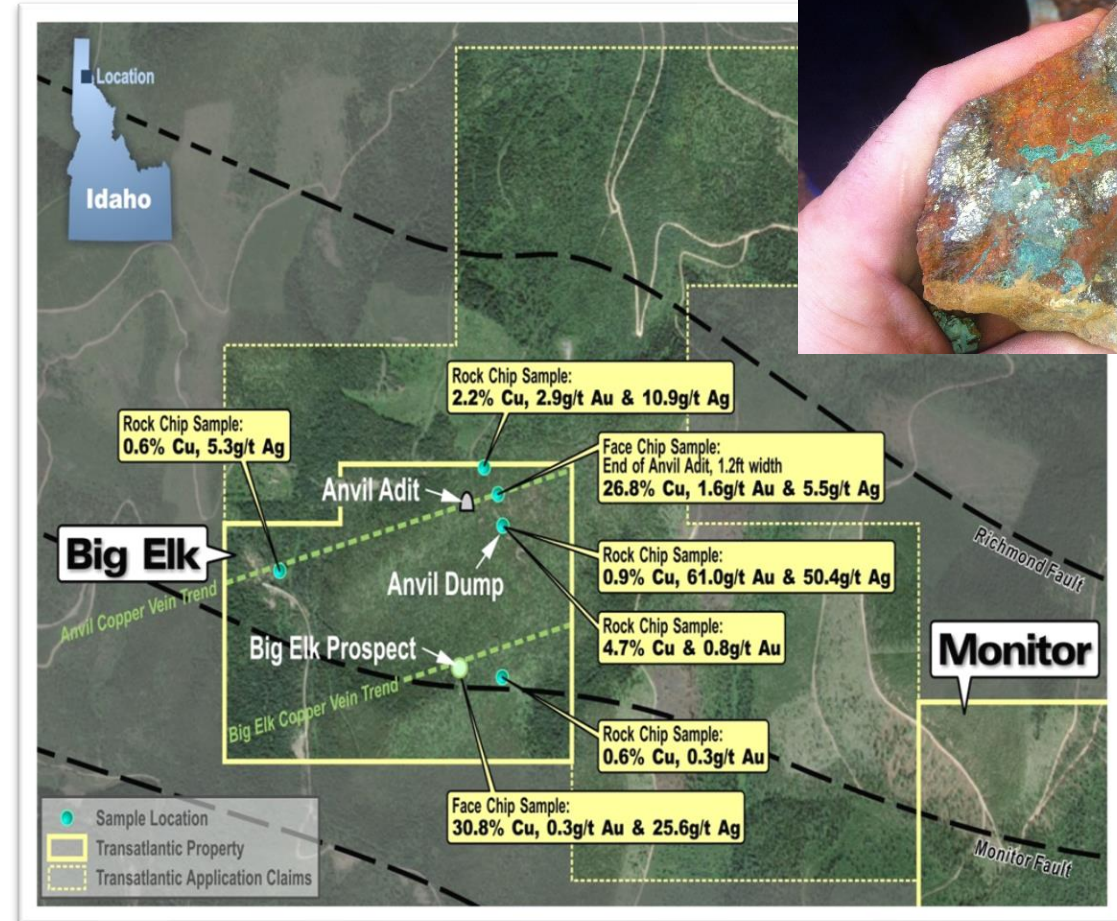 Location
Idaho
Rock Chip Sample:
2.2% Cu, 2.9g/t Au & 10.9g/t Ag
Rock Chip Sample:
0.6% Cu, 5.3g/t Ag
Face Chip Sample:
End of Anvil Adit, 1.2ft width
26.8% Cu, 1.6g/t Au & 5.5g/t Ag
Anvil Adit
Big Elk
Anvil Dump
Rock Chip Sample:
0.9% Cu, 61.0g/t Au & 50.4g/t Ag
Richmond Fault
Anvil Copper Vein Trend
Rock Chip Sample:
4.7% Cu & 0.8g/t Au
Big Elk Prospect
Monitor
Big Elk Copper Vein Trend
Rock Chip Sample:
0.6% Cu, 0.3g/t Au
Face Chip Sample:
30.8% Cu, 0.3g/t Au & 25.6g/t Ag
Monitor Fault
Sample Location
Transatlantic Property
Transatlantic Application Claims